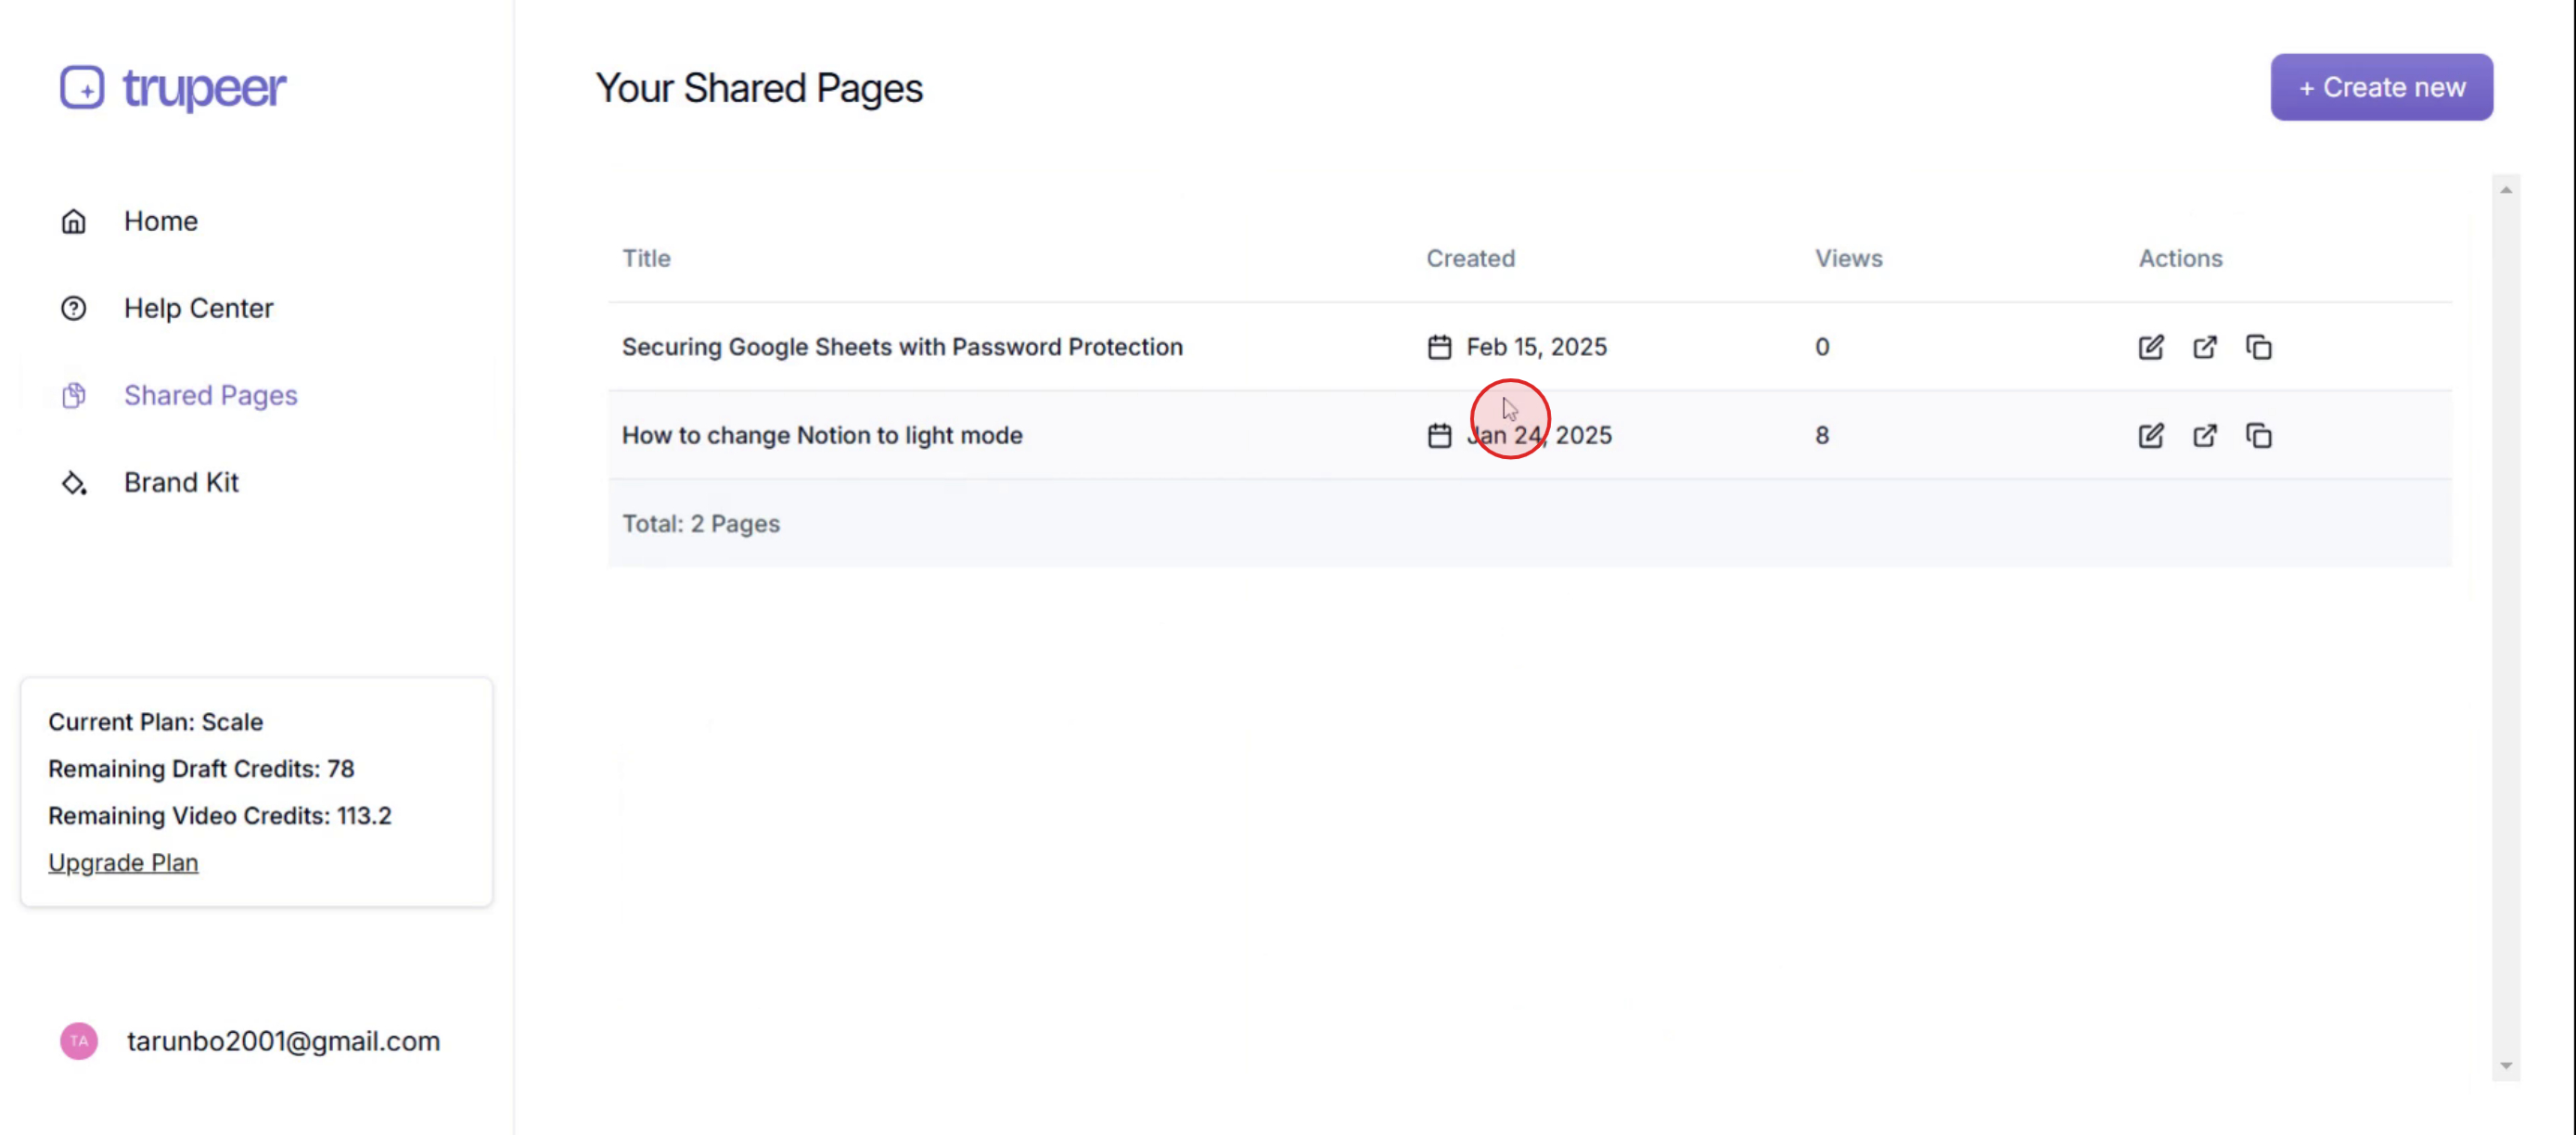 trupeer
Your Shared Pages
+ Create new
Home
Help Center
Shared Pages
Brand Kit
Title Created Views Actions
Securing Google Sheets with Password Protection Feb 15, 2025 0
How to change Notion to light mode Jan 24, 2025 8
Total: 2 Pages
Current Plan: Scale
Remaining Draft Credits: 78
Remaining Video Credits: 113.2
Upgrade Plan
TA tarunbo2001@gmail.com